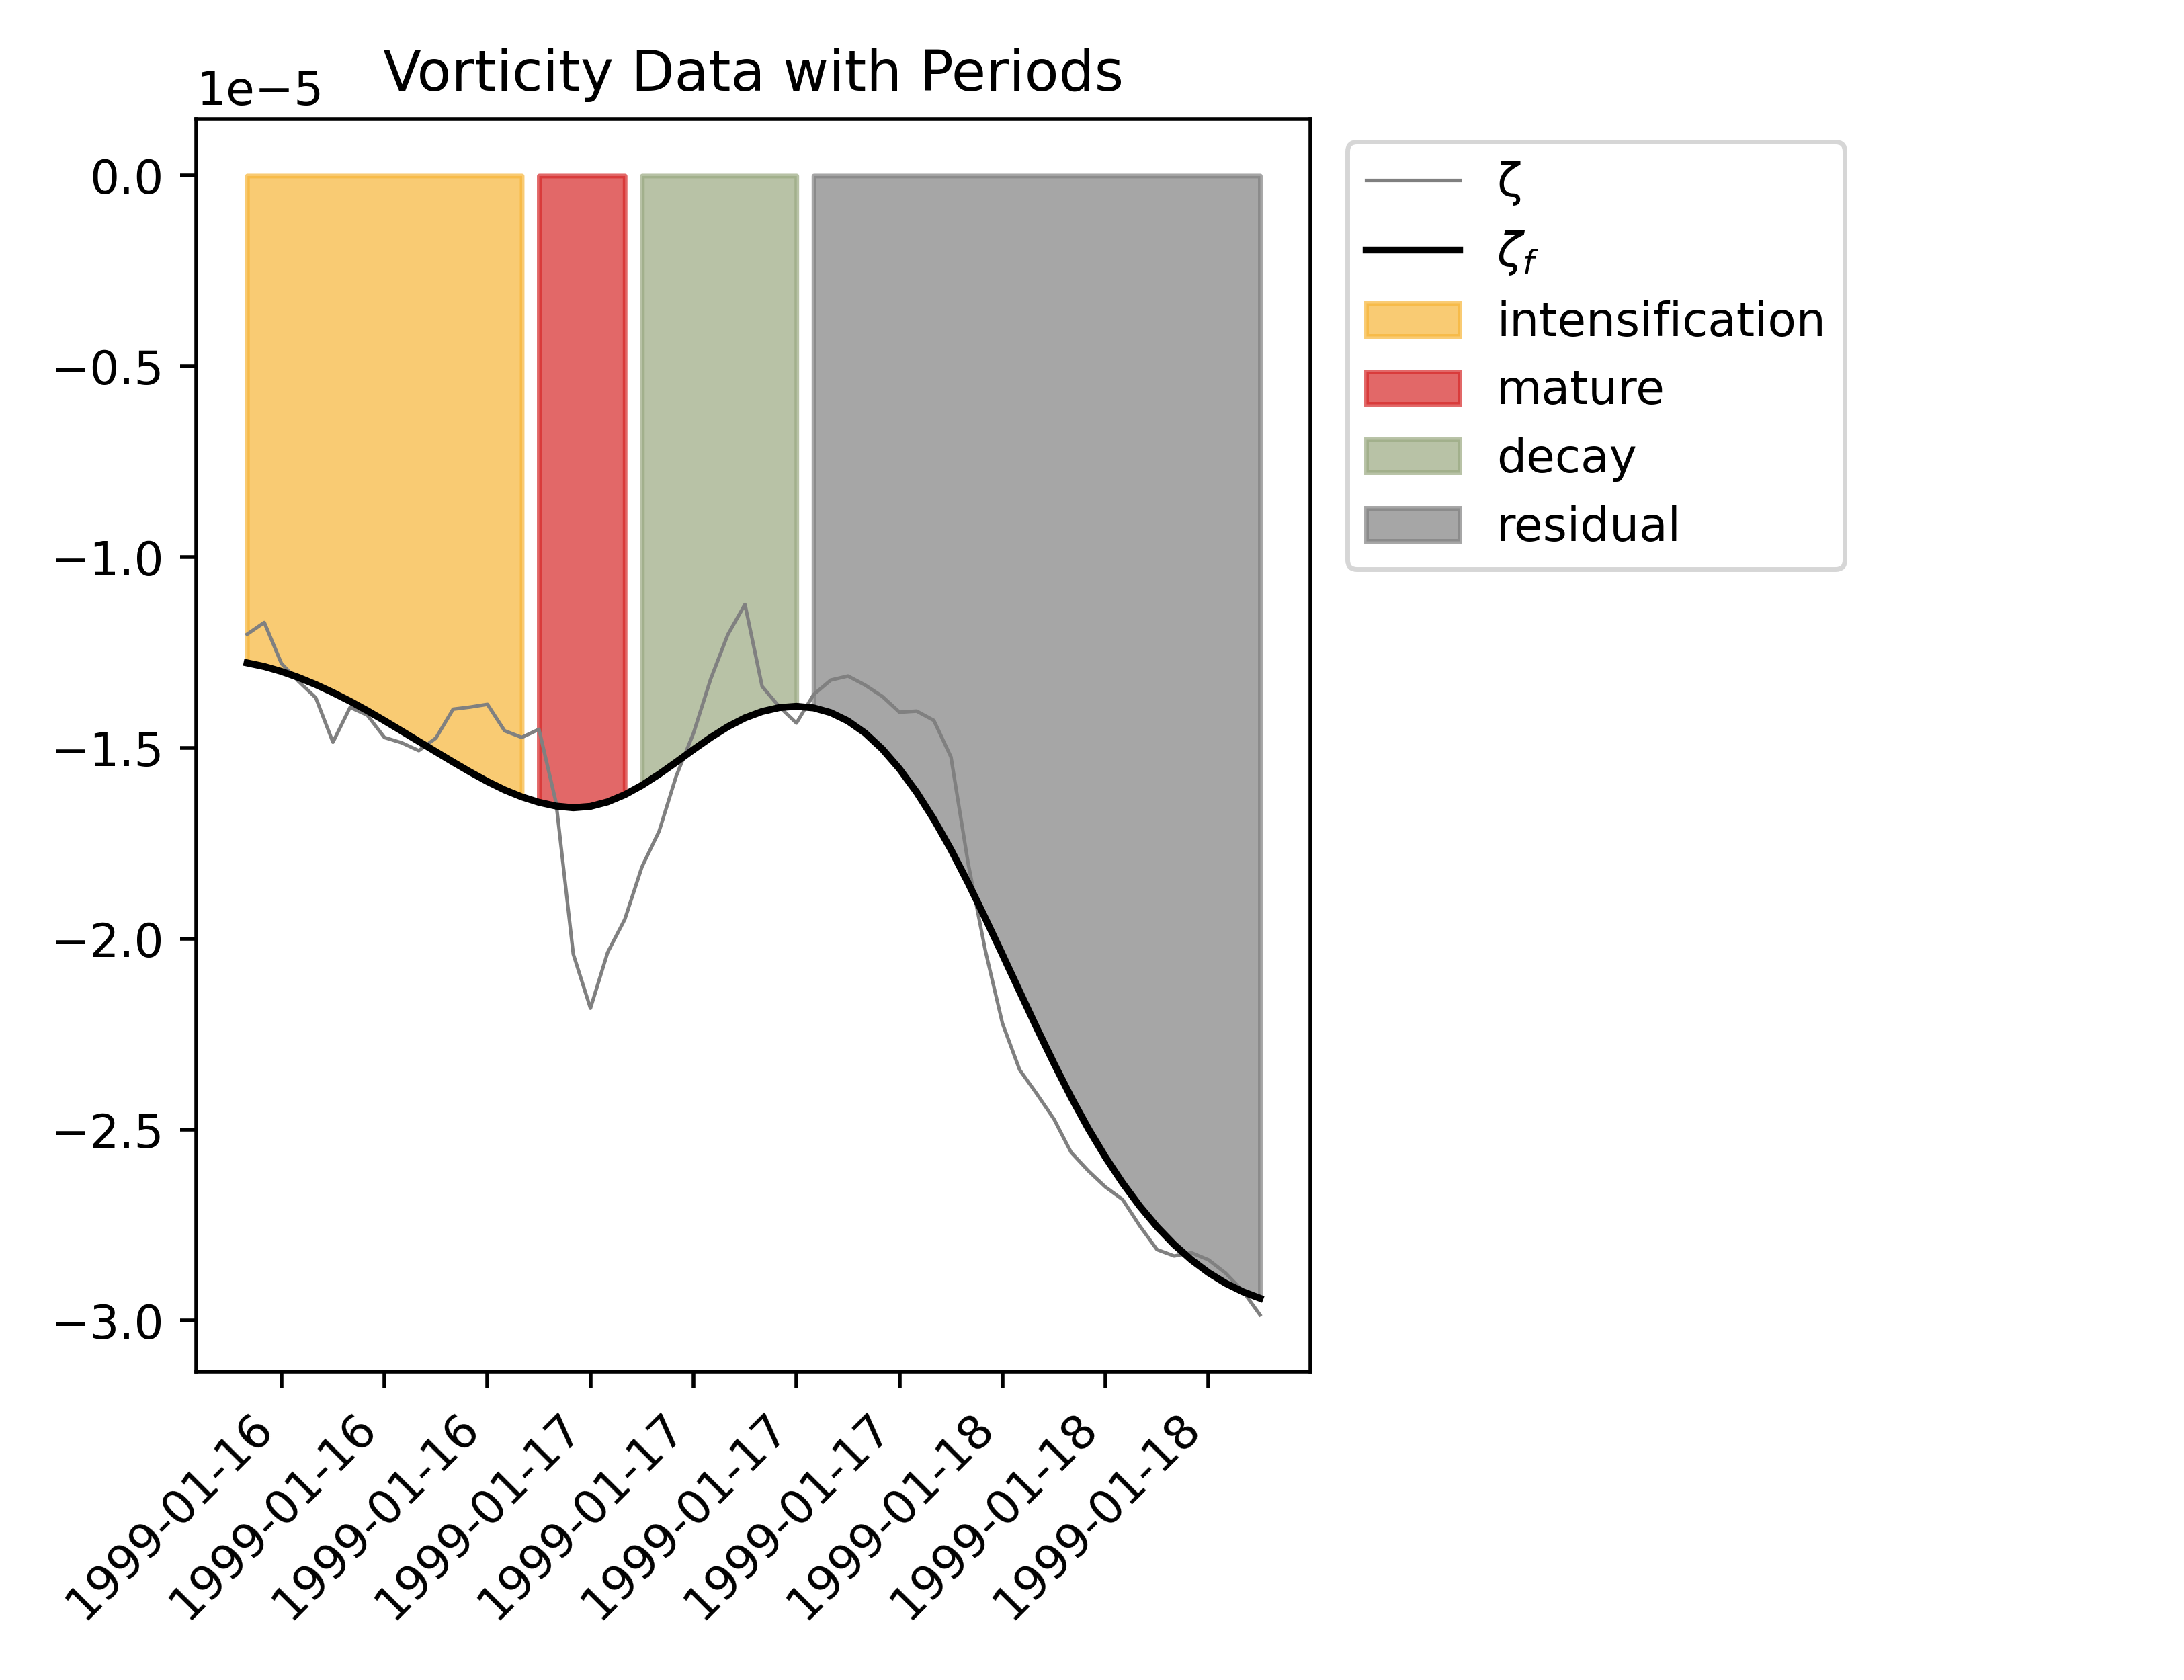 Vorticity Data with Periods
1e−5
0.0
−0.5
−1.0
−1.5
−2.0
−2.5
−3.0
1999-01-16
1999-01-16
1999-01-16
1999-01-17
1999-01-17
1999-01-17
1999-01-17
1999-01-18
1999-01-18
1999-01-18
ζ
ζf
intensification
mature
decay
residual